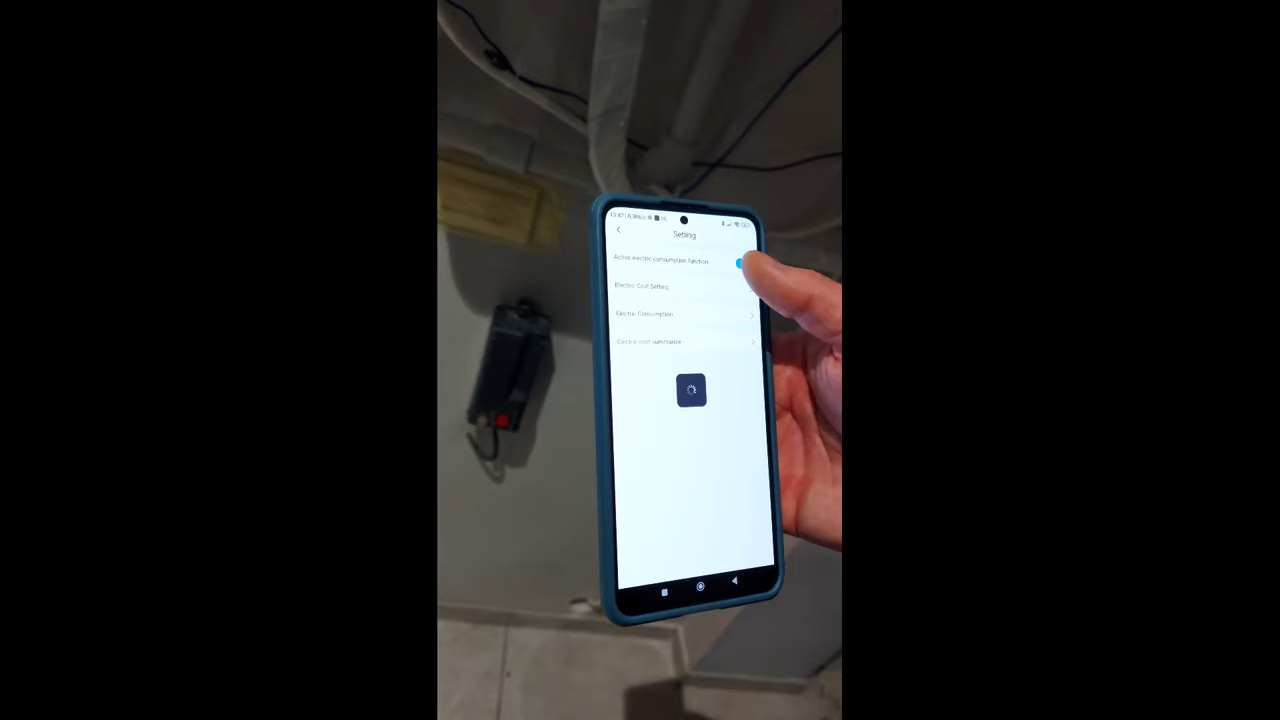 Setting
Active electric consumption function
Electric Cost Setting
Electric Consumption
Electric cost summarize